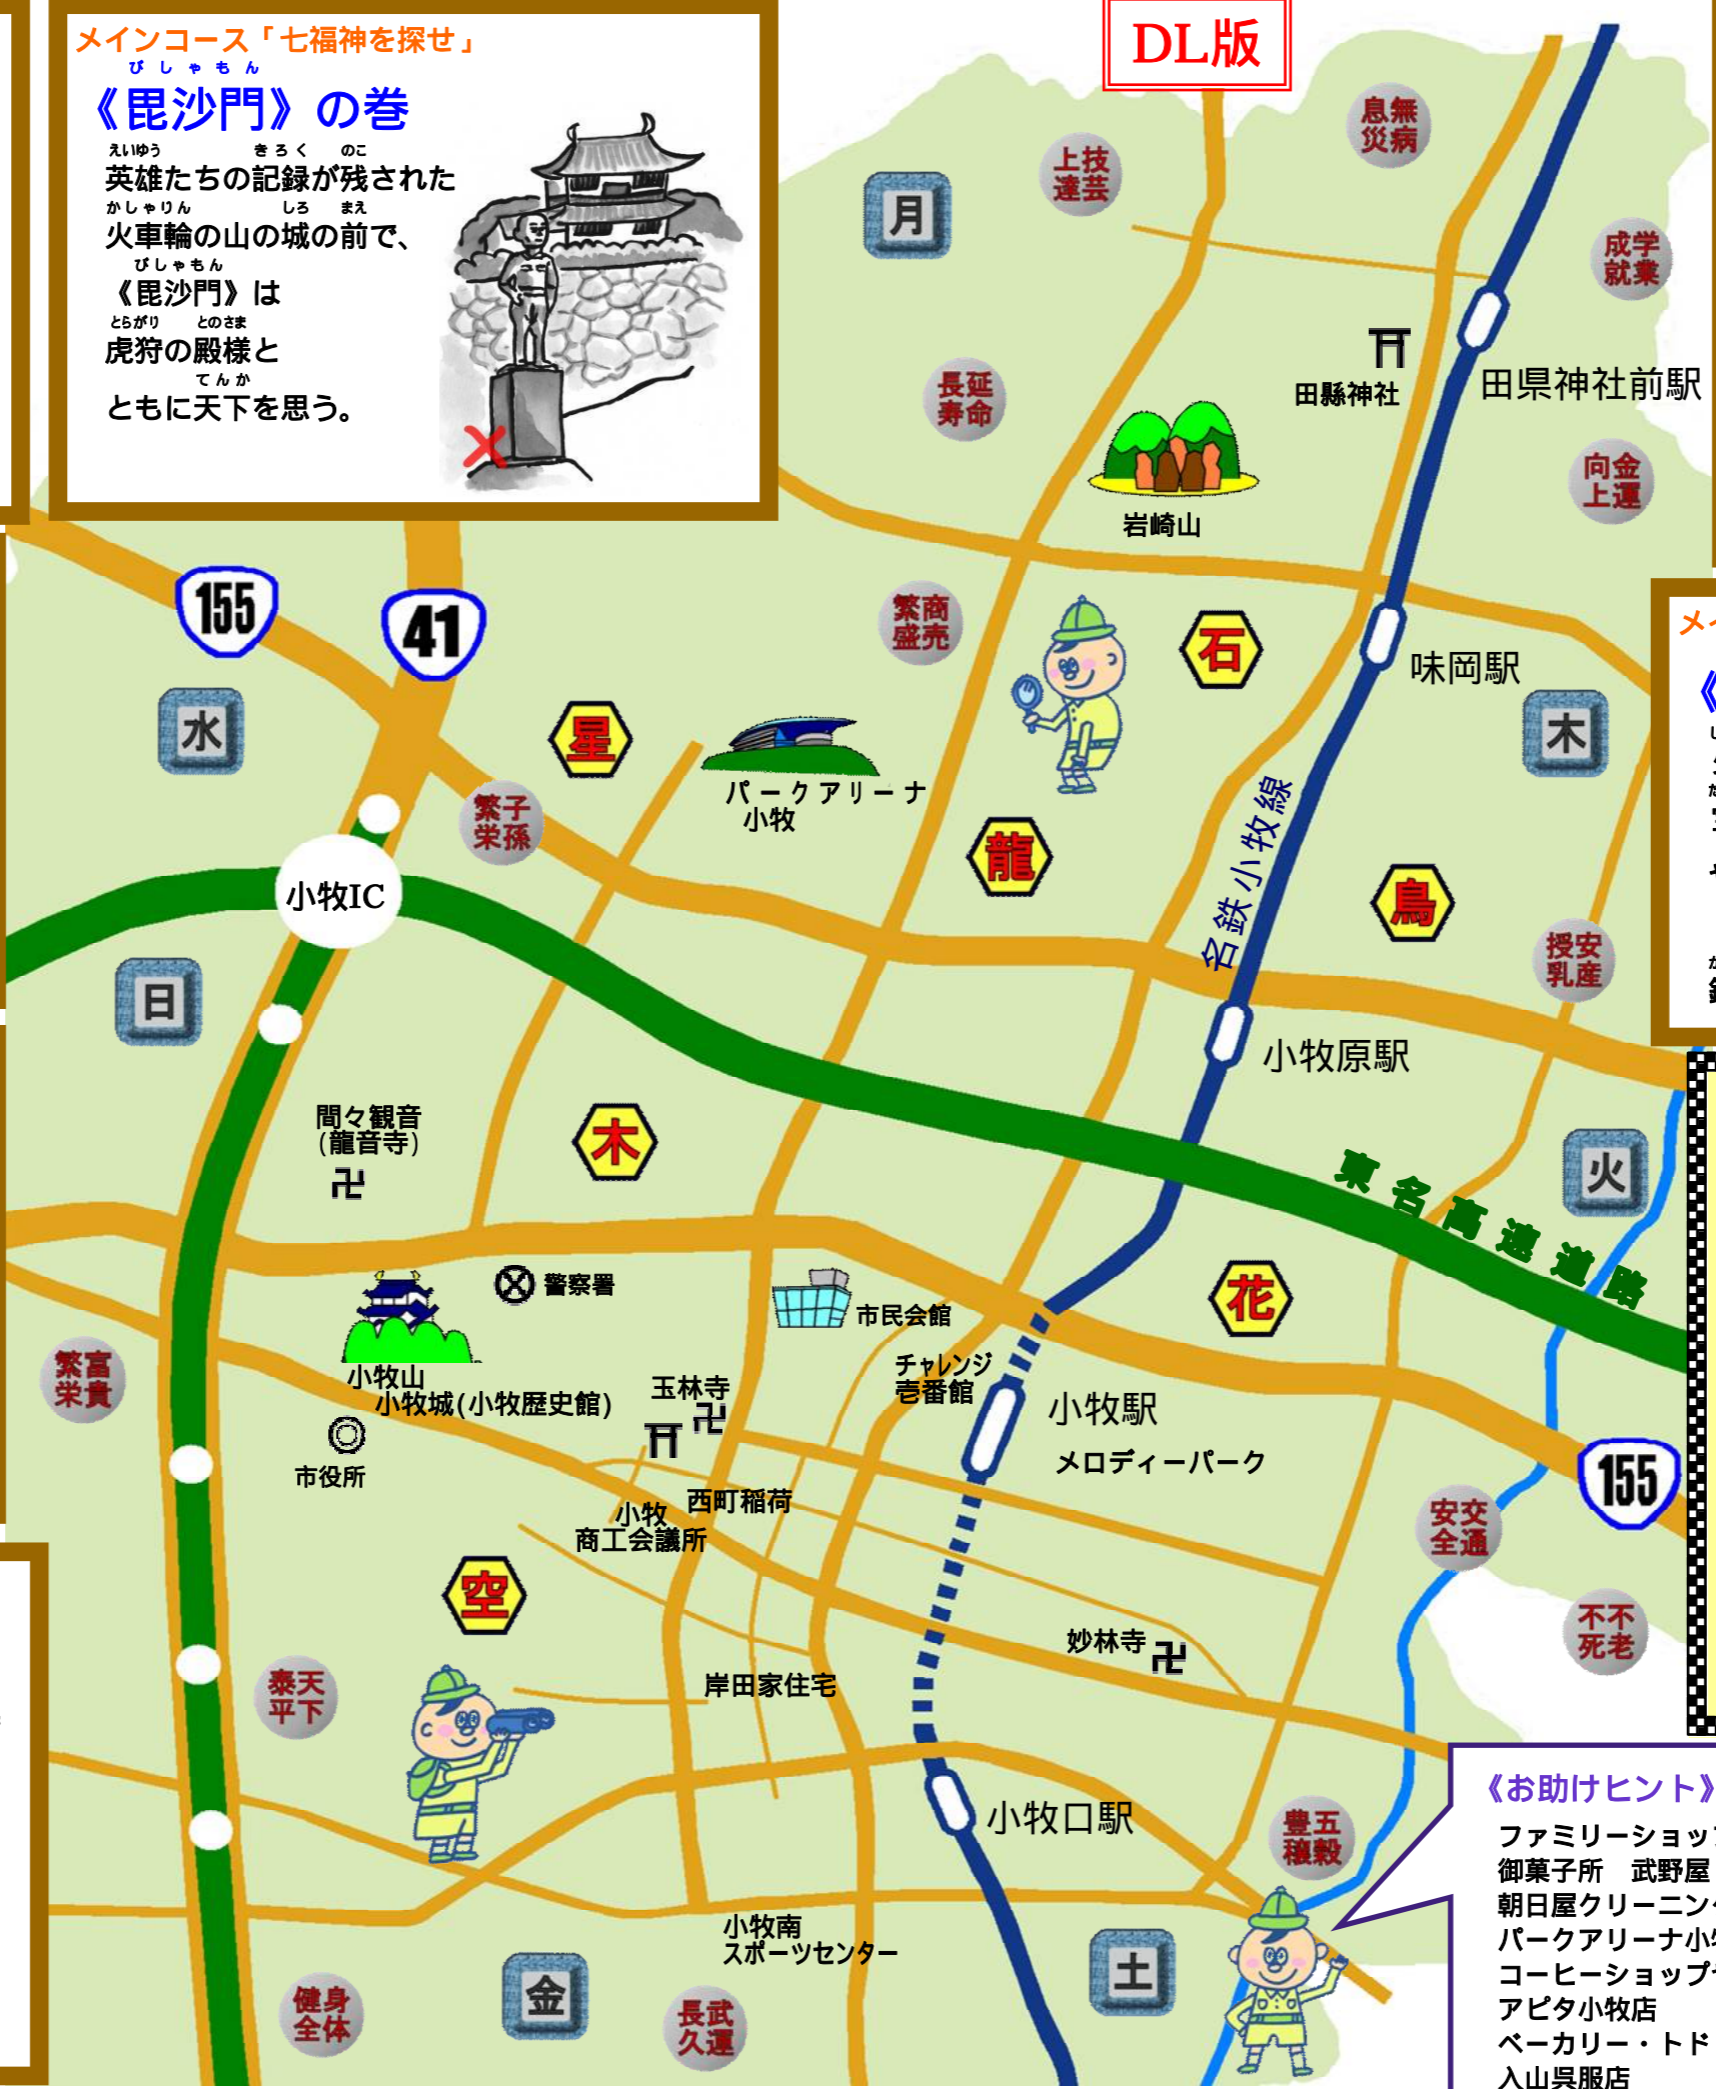 DL版
メインコース「七福神を探せ」
びしゃもん
《毘沙門》の巻
えいゆう きろく のこ
英雄たちの記録が残された
かしゃりん しろ まえ
火車輪の山の城の前で、
びしゃもん
《毘沙門》は
とらがり とのさま
虎狩の殿様と
てんか
ともに天下を思う。
無病
息災
技芸
上達
月
学業
成就
田縣神社
田県神社前駅
延命
長寿
金運
向上
岩崎山
155
41
商売
繁盛
石
味岡駅
水
星
木
パークアリーナ
小牧
子孫
繁栄
龍
名鉄小牧線
小牧IC
鳥
安産
授乳
日
小牧原駅
間々観音
(龍音寺)
木
東名高速道路
火
警察署
花
市民会館
富貴
繁栄
小牧山
小牧城(小牧歴史館)
玉林寺
チャレンジ
壱番館
小牧駅
市役所
メロディーパーク
155
西町稲荷
小牧
商工会議所
交通
安全
空
不老
不死
妙林寺
天下
泰平
岸田家住宅
小牧口駅
五穀
豊穣
小牧南
スポーツセンター
土
金
身体
健全
武運
長久
《お助けヒント》
ファミリーショップ
御菓子所 武野屋
朝日屋クリーニング
パークアリーナ小牧
コーヒーショップ
アピタ小牧店
ベーカリー・トド
入山呉服店